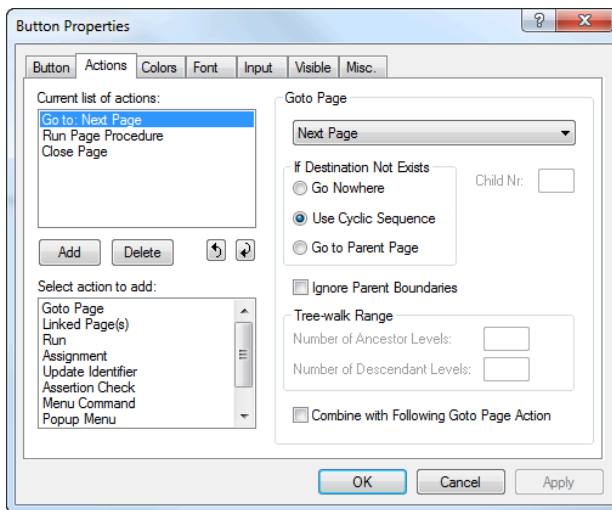 Button Properties
Button Actions Colors Font Input Visible Misc.
Current list of actions:
Go to: Next Page
Run Page Procedure
Close Page
Add Delete
Select action to add:
Goto Page
Linked Page(s)
Run
Assignment
Update Identifier
Assertion Check
Menu Command
Popup Menu
Goto Page
Next Page
If Destination Not Exists
Go Nowhere
Child Nr:
Use Cyclic Sequence
Go to Parent Page
Ignore Parent Boundaries
Tree-walk Range
Number of Ancestor Levels:
Number of Descendant Levels:
Combine with Following Goto Page Action
OK Cancel Apply